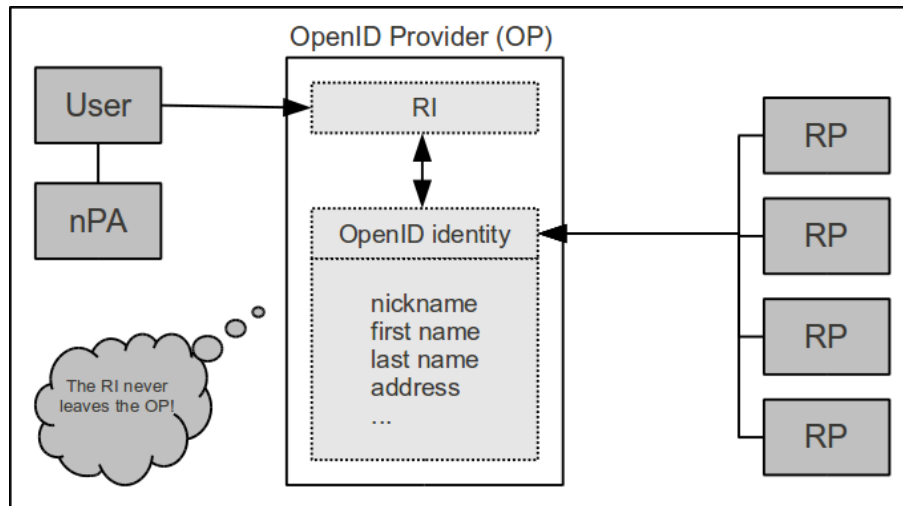 OpenID Provider (OP)
User
nPA
RI
OpenID identity
nickname
first name
last name
address
...
The RI never
leaves the OP!
RP
RP
RP
RP